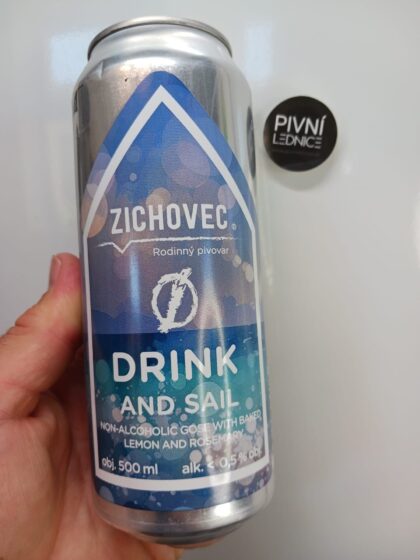 PIVNÍ
LEDNICE
ZICHOVEC
Rodinný pivovar
DRINK
AND SAIL
NON-ALCOHOLIC GOSE WITH BAKED
LEMON AND ROSEMARY
obj. 500 ml alk. < 0,5 % obj.